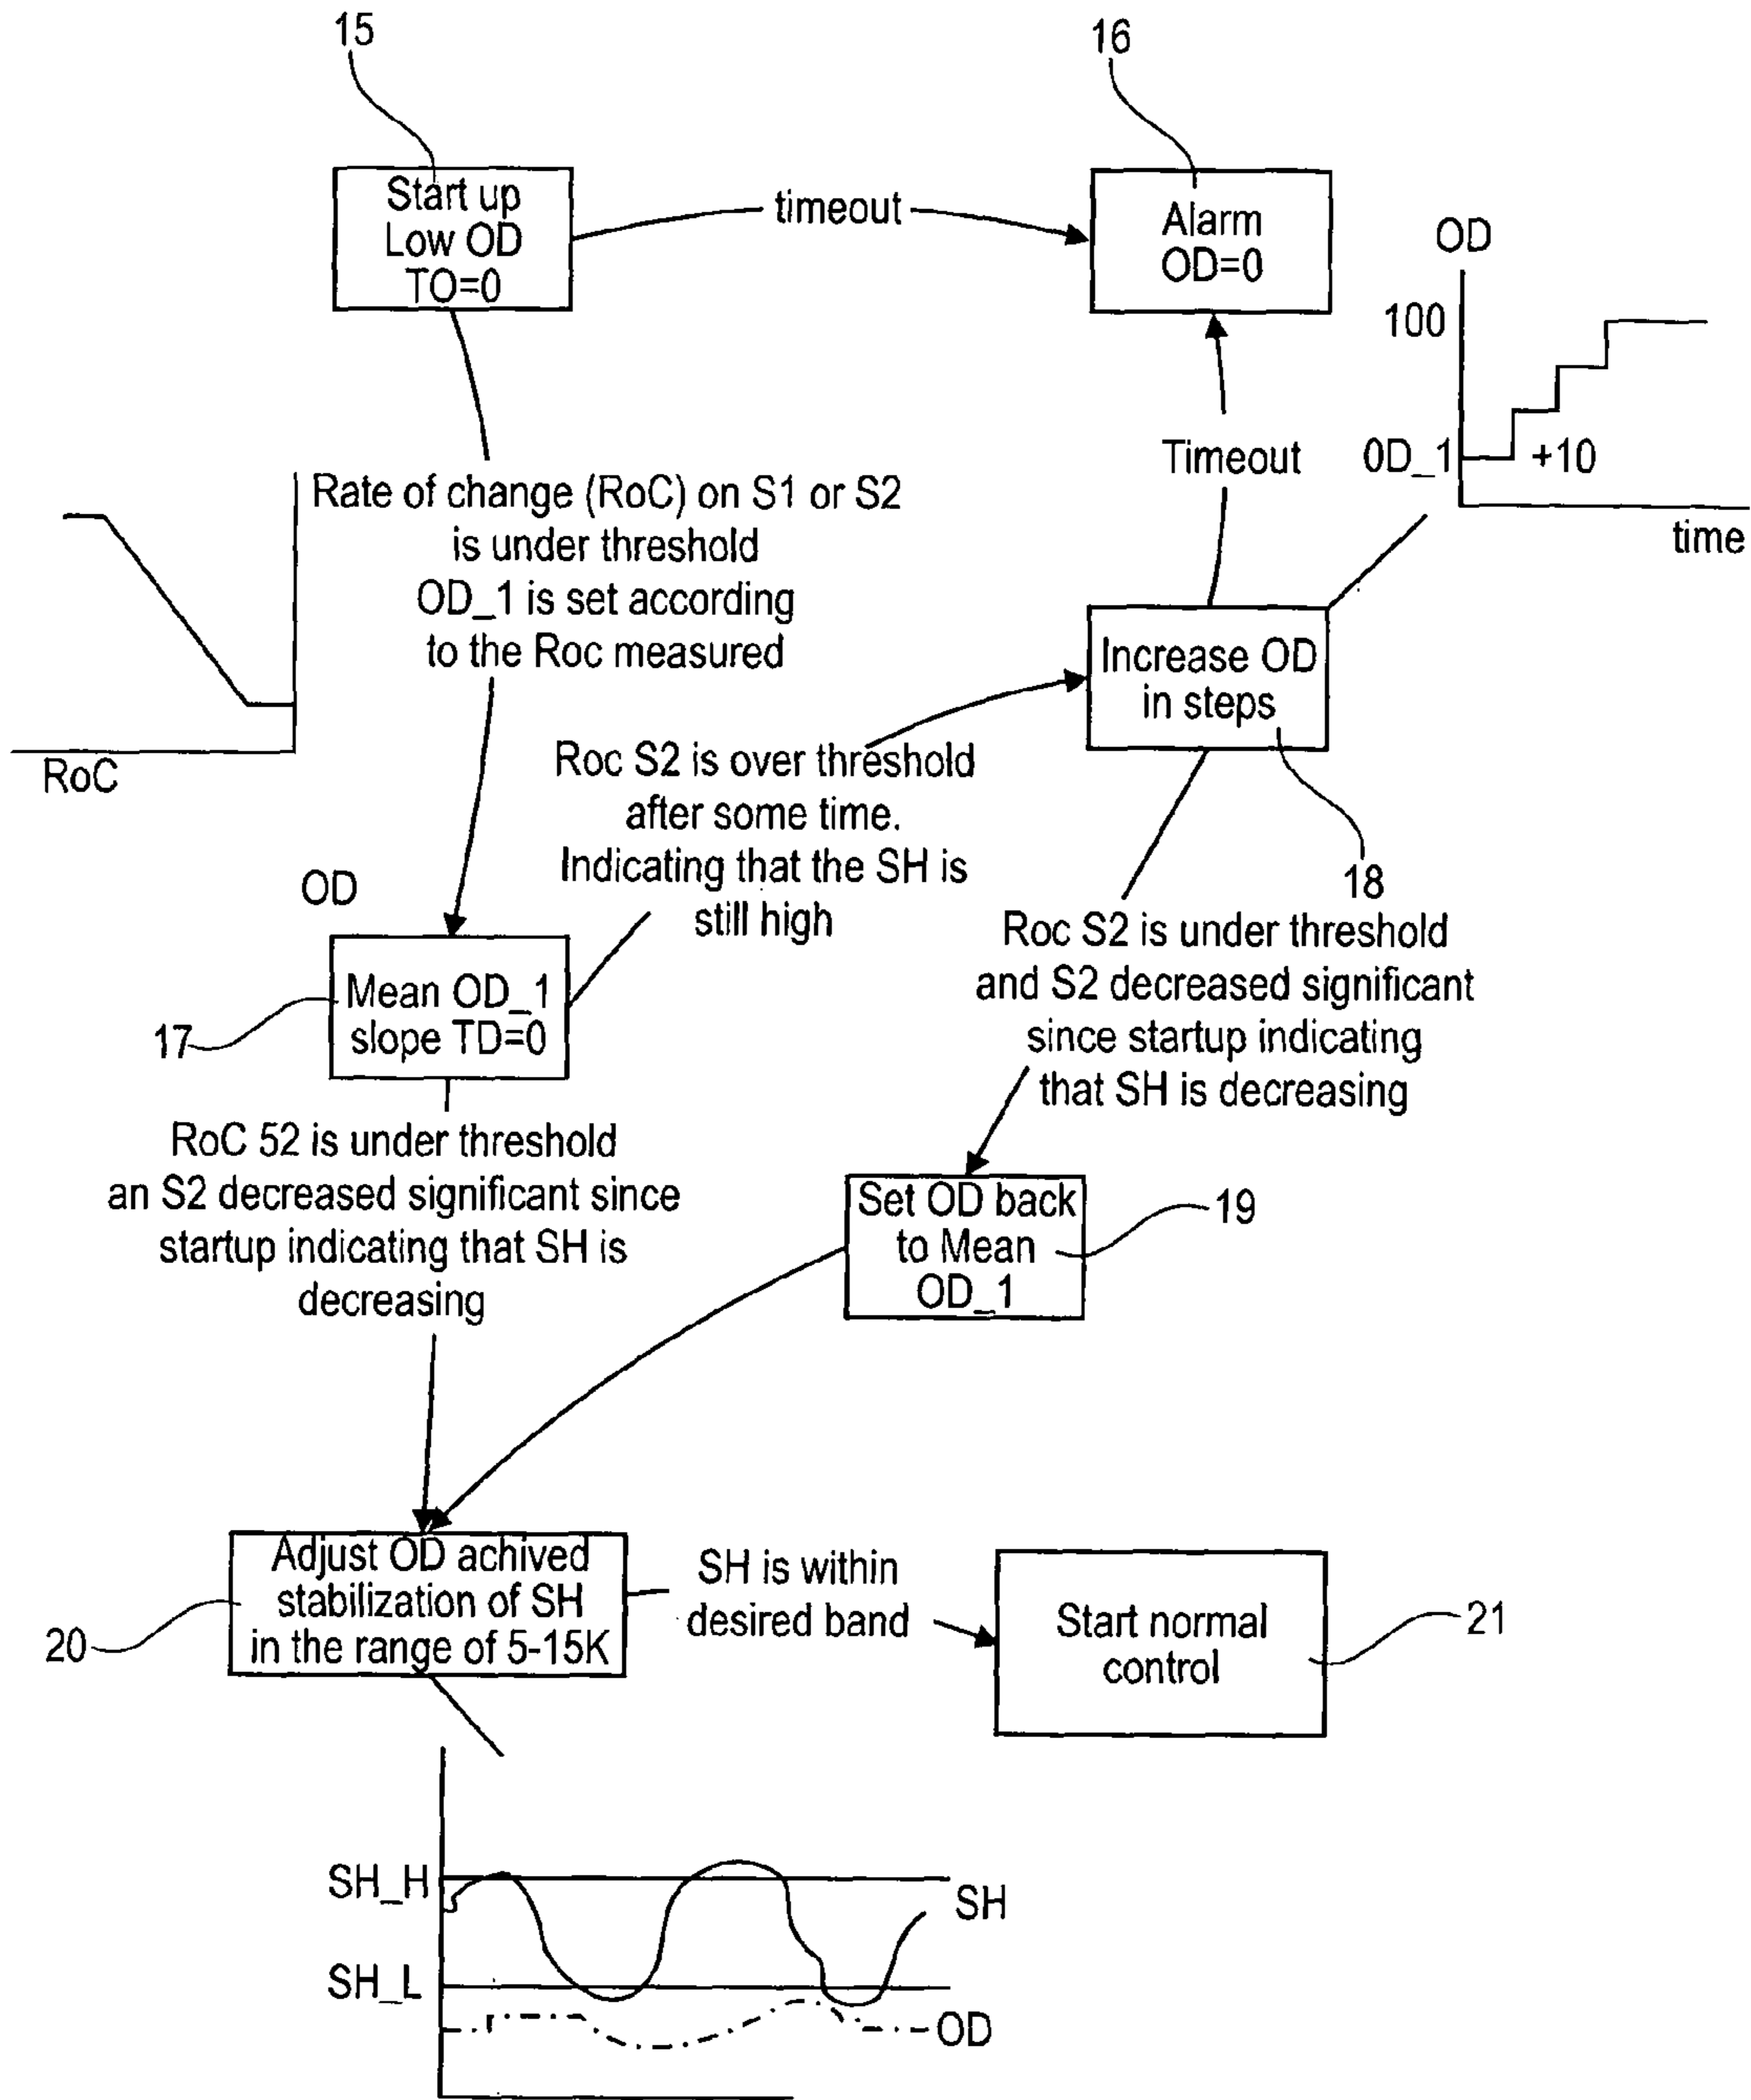 15
16
Start up
Low OD
TO=0
timeout
Alarm
OD=0
OD
100
0D_1
+10
time
Timeout
Rate of change (RoC) on S1 or S2
is under threshold
OD_1 is set according
to the Roc measured
RoC
Increase OD
in steps
18
Roc S2 is over threshold
after some time.
Indicating that the SH is
still high
OD
Mean OD_1
slope TD=0
17
Roc S2 is under threshold
and S2 decreased significant
since startup indicating
that SH is decreasing
RoC 52 is under threshold
an S2 decreased significant since
startup indicating that SH is
decreasing
Set OD back
to Mean
OD_1
19
Adjust OD achived
stabilization of SH
in the range of 5-15K
20
SH is within
desired band
Start normal
control
21
SH_H
SH
SH_L
OD